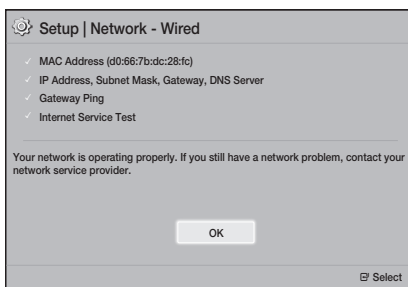 Setup | Network - Wired
✓ MAC Address (d0:66:7b:dc:28:fc)
✓ IP Address, Subnet Mask, Gateway, DNS Server
✓ Gateway Ping
✓ Internet Service Test
Your network is operating properly. If you still have a network problem, contact your
network service provider.
OK
Select